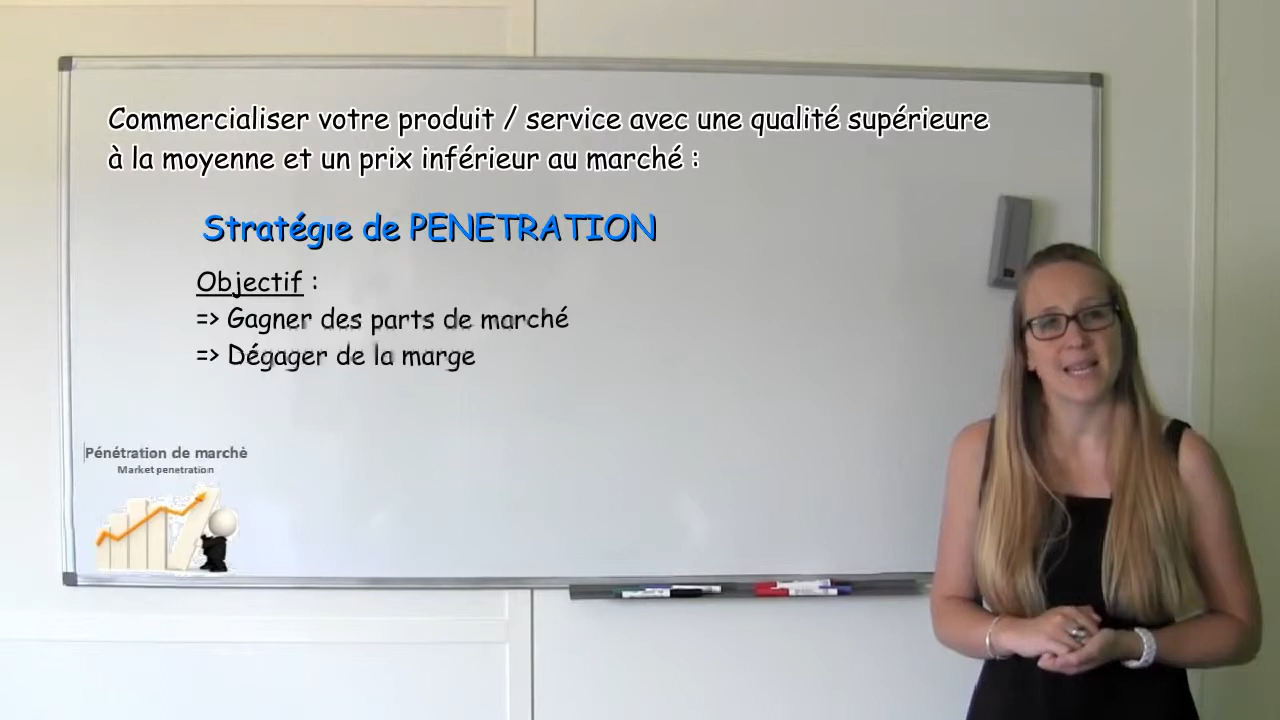 Commercialiser votre produit / service avec une qualité supérieure
à la moyenne et un prix inférieur au marché :
Stratégie de PENETRATION
Objectif :
=> Gagner des parts de marché
=> Dégager de la marge
Pénétration de marché
Market penetration